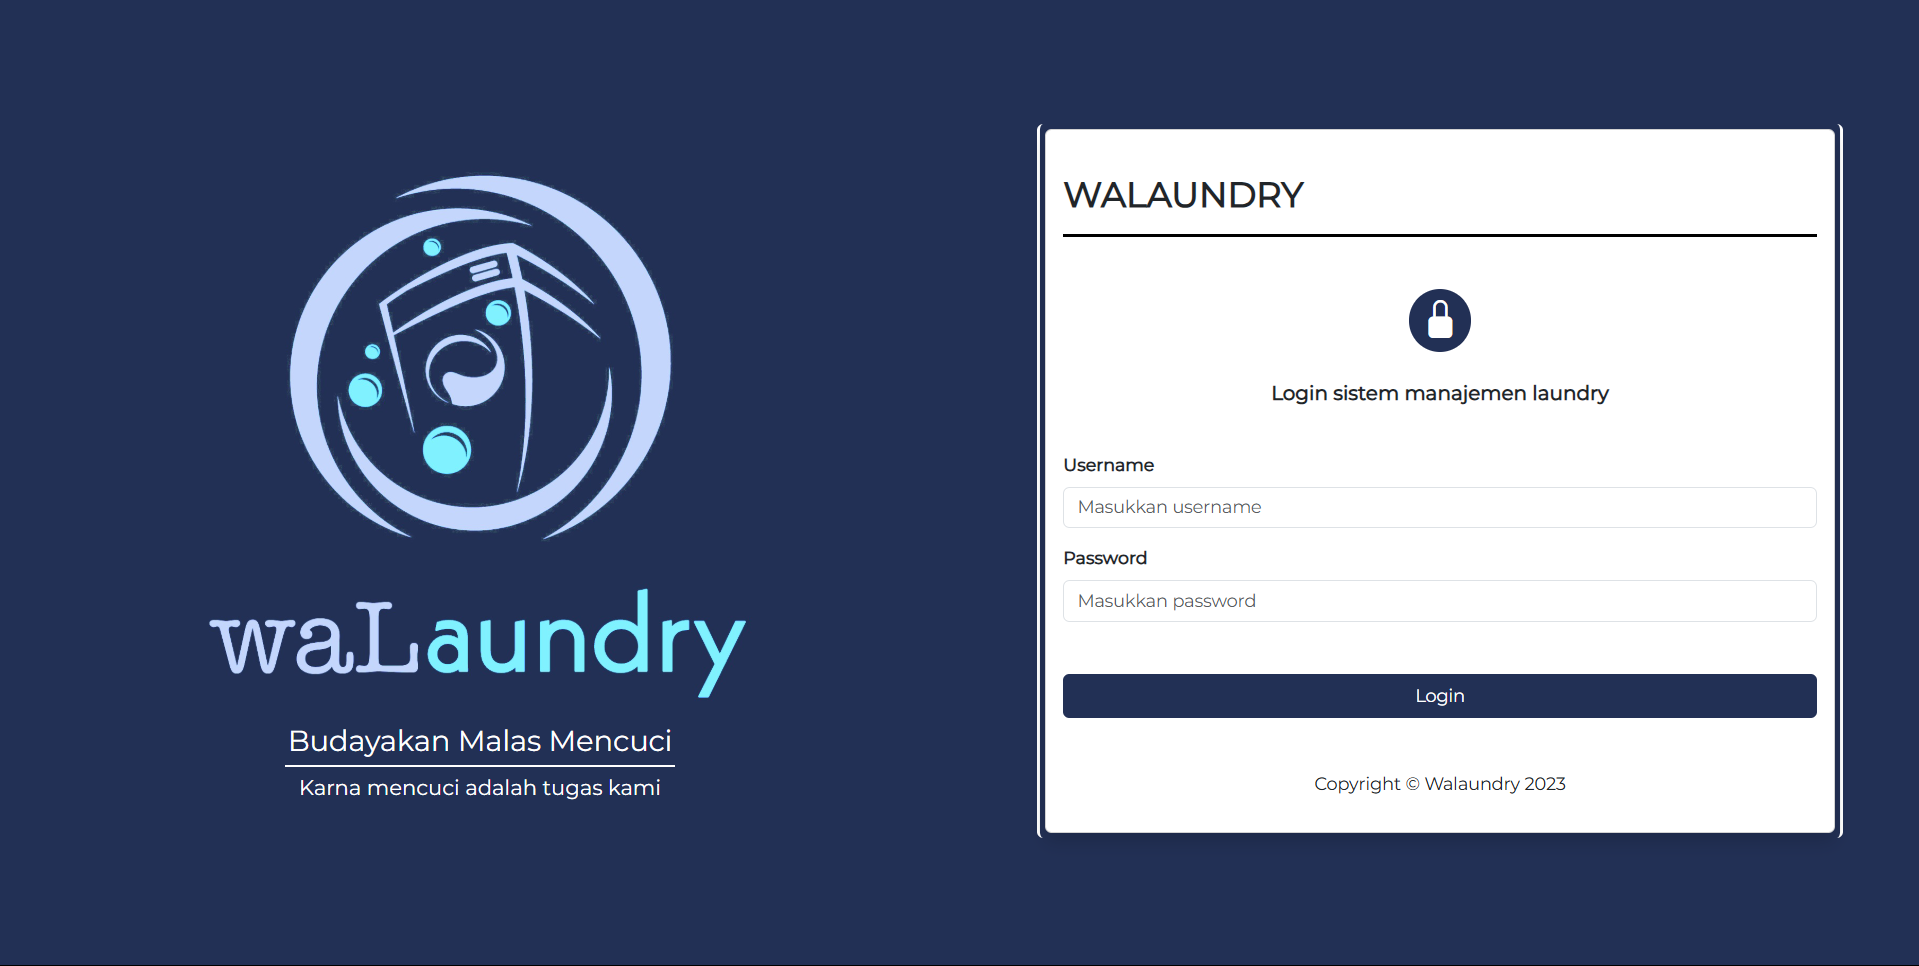 waLaundry
Budayakan Malas Mencuci
Karna mencuci adalah tugas kami
WALAUNDRY
Login sistem manajemen laundry
Username
Masukkan username
Password
Masukkan password
Login
Copyright © Walaundry 2023